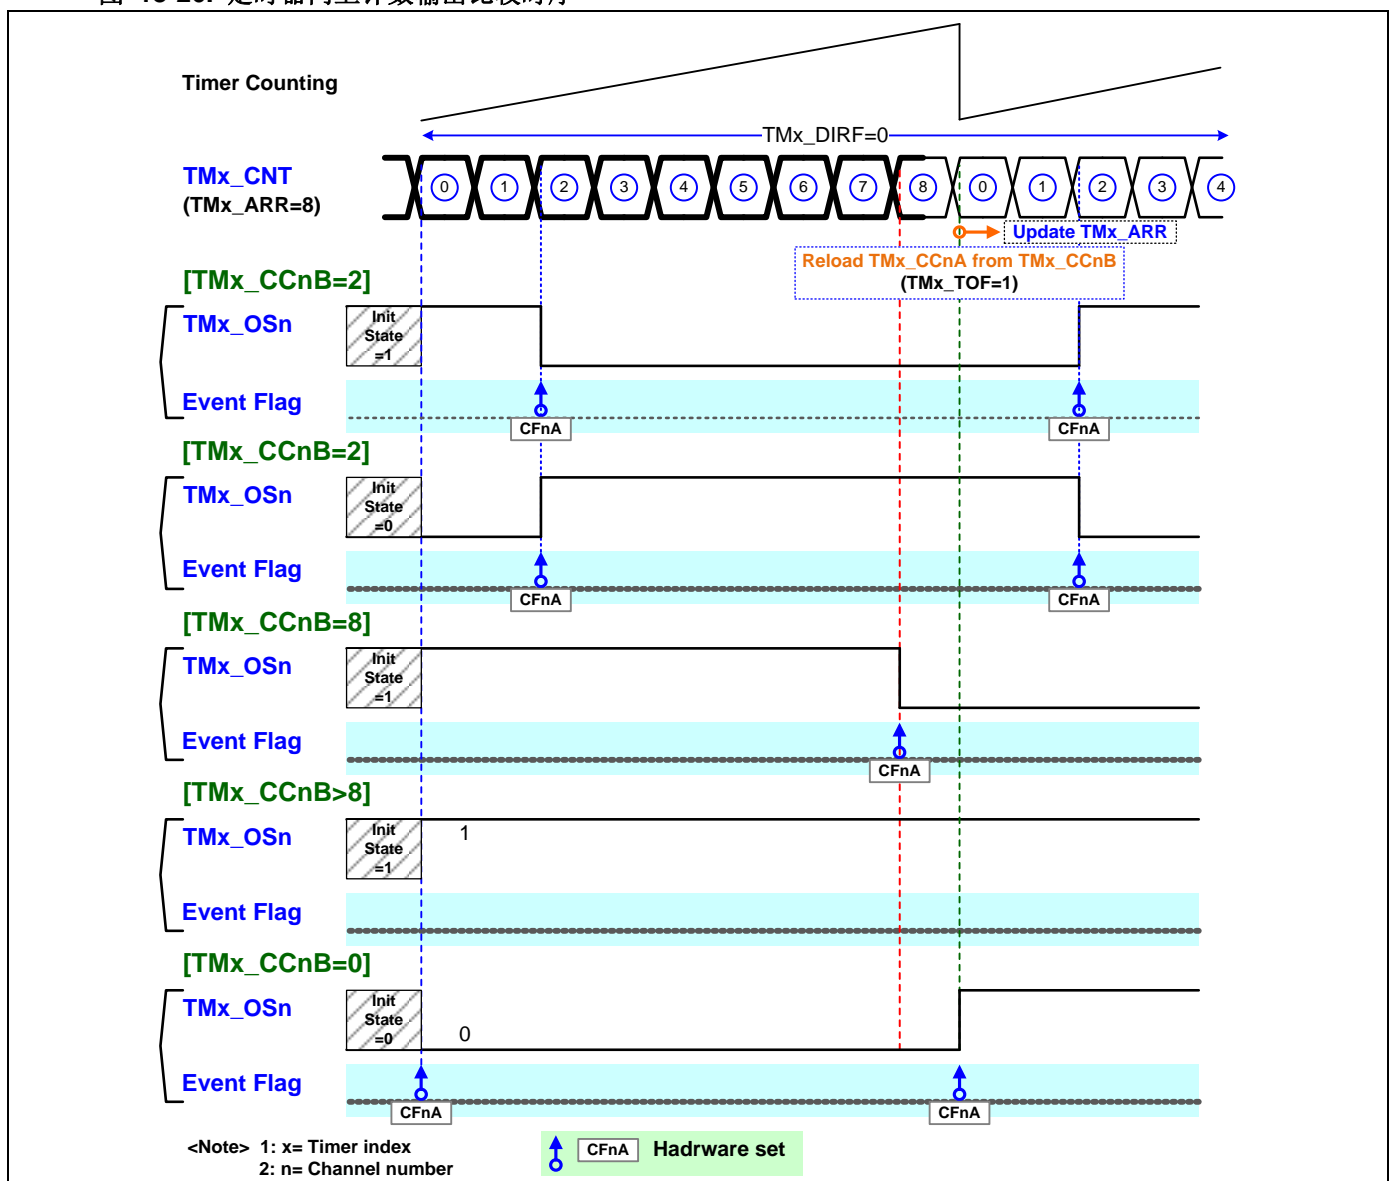 Timer Counting
TMx_DIRF=0
TMx_CNT
(TMx_ARR=8)
0 1 2 3 4 5 6 7 8 0 1 2 3 4
Update TMx_ARR
Reload TMx_CCnA from TMx_CCnB
(TMx_TOF=1)
[TMx_CCnB=2]
TMx_OSn
Init
State
=1
Event Flag
CFnA CFnA
[TMx_CCnB=2]
TMx_OSn
Init
State
=0
Event Flag
CFnA CFnA
[TMx_CCnB=8]
TMx_OSn
Init
State
=1
Event Flag
CFnA
[TMx_CCnB>8]
TMx_OSn
Init
State
=1
1
Event Flag
[TMx_CCnB=0]
TMx_OSn
Init
State
=0
0
Event Flag
CFnA CFnA
<Note> 1: x= Timer index
2: n= Channel number
CFnA Hadrware set